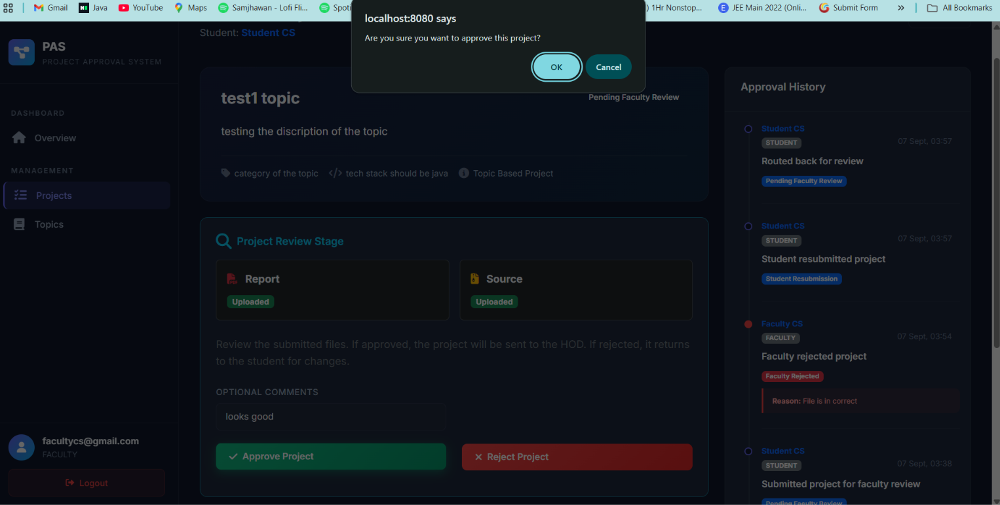 Gmail
Java
YouTube
Maps
Samjhawan - Lofi Fli...
Spoti
) 1Hr Nonstop...
JEE Main 2022 (Onli...
Submit Form
»
All Bookmarks
localhost:8080 says
Are you sure you want to approve this project?
OK
Cancel
PAS
PROJECT APPROVAL SYSTEM
DASHBOARD
Overview
MANAGEMENT
Projects
Topics
facultycs@gmail.com
FACULTY
Logout
Student: Student CS
test1 topic
Pending Faculty Review
testing the discription of the topic
category of the topic
</> tech stack should be java
Topic Based Project
Project Review Stage
Report
Uploaded
Source
Uploaded
Review the submitted files. If approved, the project will be sent to the HOD. If rejected, it returns
to the student for changes.
OPTIONAL COMMENTS
looks good
Approve Project
Reject Project
Approval History
Student CS
STUDENT
07 Sept, 03:57
Routed back for review
Pending Faculty Review
Student CS
STUDENT
07 Sept, 03:57
Student resubmitted project
Student Resubmission
Faculty CS
FACULTY
07 Sept, 03:54
Faculty rejected project
Faculty Rejected
Reason: File is in correct
Student CS
STUDENT
07 Sept, 03:38
Submitted project for faculty review
Pending Faculty Review